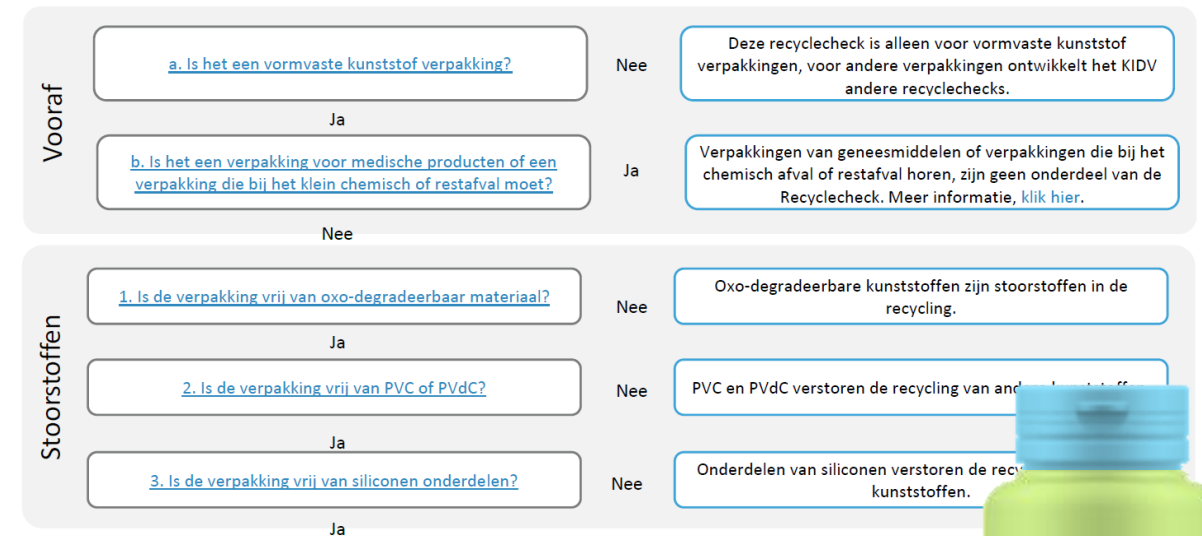 Vooraf
a. Is het een vormvaste kunststof verpakking?
Nee
Deze recyclecheck is alleen voor vormvaste kunststof
verpakkingen, voor andere verpakkingen ontwikkelt het KIDV
andere recyclechecks.
Ja
b. Is het een verpakking voor medische producten of een
verpakking die bij het klein chemisch of restafval moet?
Ja
Verpakkingen van geneesmiddelen of verpakkingen die bij het
chemisch afval of restafval horen, zijn geen onderdeel van de
Recyclecheck. Meer informatie, klik hier.
Nee
Stoorstoffen
1. Is de verpakking vrij van oxo-degradeerbaar materiaal?
Nee
Oxo-degradeerbare kunststoffen zijn stoorstoffen in de
recycling.
Ja
2. Is de verpakking vrij van PVC of PVdC?
Nee
PVC en PVdC verstoren de recycling van
Ja
3. Is de verpakking vrij van siliconen onderdelen?
Nee
Onderdelen van siliconen verstoren de
kunststoffen.
Ja